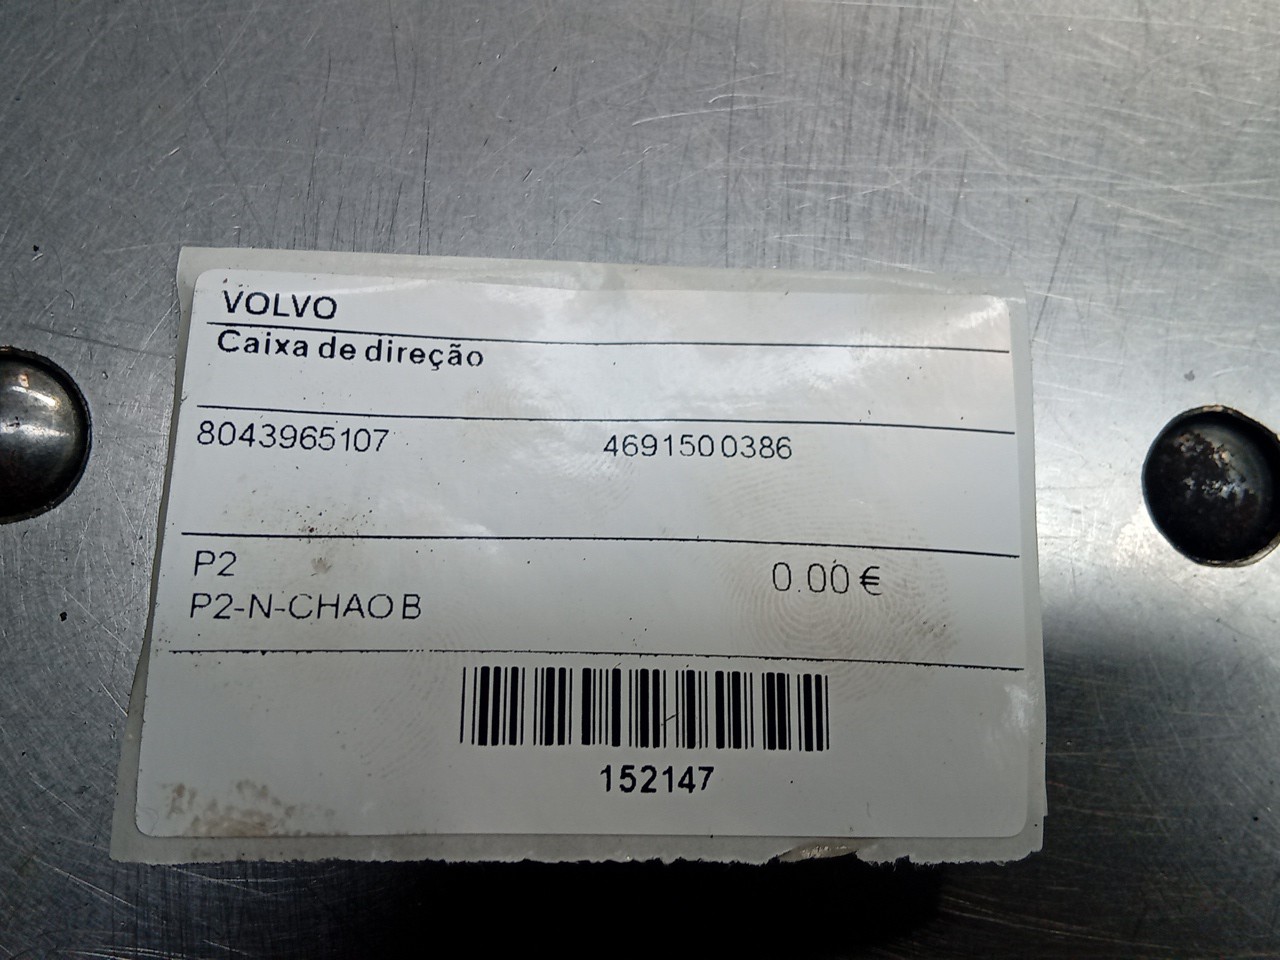 VOLVO
Caixa de direção
8043965107 4691500386
P2 0.00 €
P2-N-CHAO B
152147